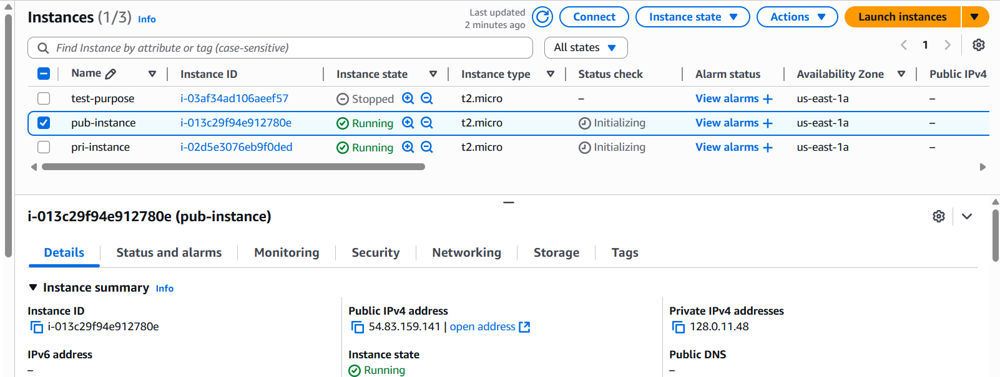 Instances (1/3) Info
Last updated
2 minutes ago
Connect
Instance state
Actions
Launch instances
Find Instance by attribute or tag (case-sensitive)
All states
1
Name Instance ID Instance state Instance type Status check Alarm status Availability Zone Public IPv4
test-purpose i-03af34ad106aeef57 Stopped t2.micro – View alarms + us-east-1a –
pub-instance i-013c29f94e912780e Running t2.micro Initializing View alarms + us-east-1a –
pri-instance i-02d5e3076eb9f0ded Running t2.micro Initializing View alarms + us-east-1a –
i-013c29f94e912780e (pub-instance)
Details Status and alarms Monitoring Security Networking Storage Tags
Instance summary Info
Instance ID Public IPv4 address Private IPv4 addresses
i-013c29f94e912780e 54.83.159.141 | open address 128.0.11.48
IPv6 address Instance state Public DNS
– Running –